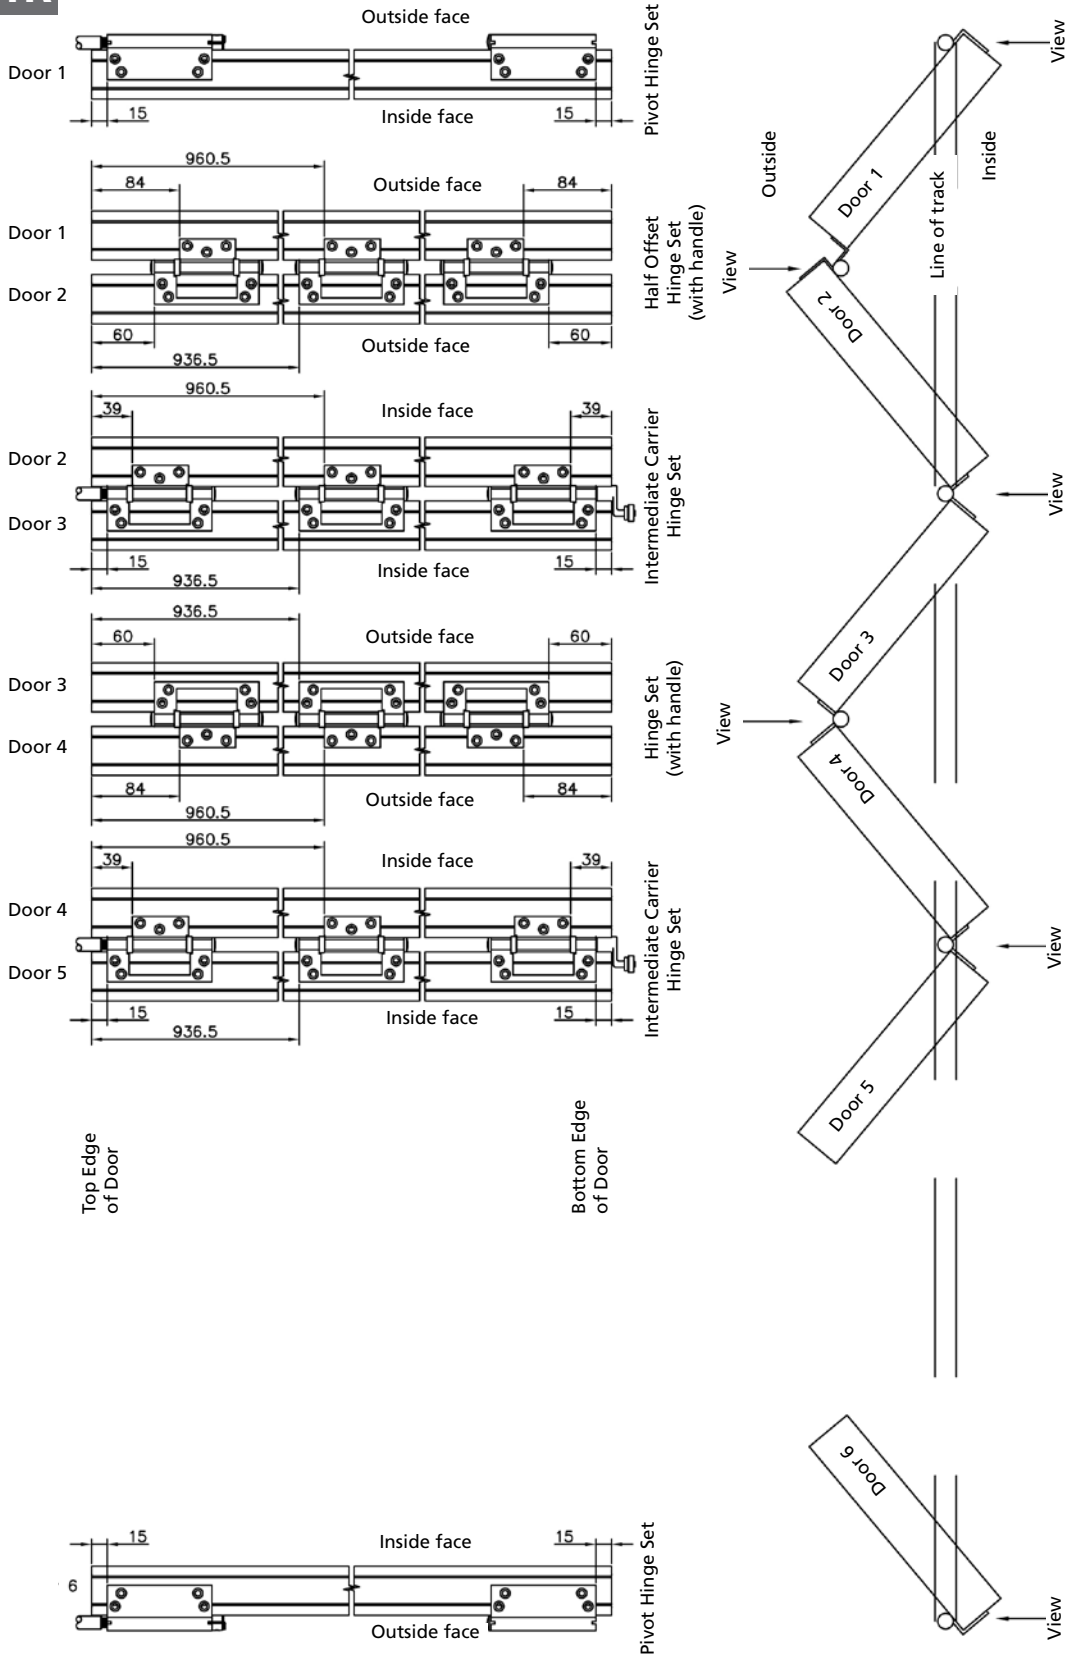 Outside face
Door 1
15
Inside face
15
Pivot Hinge Set
960.5
84
Outside face
84
Door 1
Door 2
60
Outside face
60
936.5
Half Offset
Hinge Set
(with handle)
View
960.5
39
Inside face
39
Door 2
Door 3
15
Inside face
15
936.5
Intermediate Carrier
Hinge Set
936.5
60
Outside face
60
Door 3
Door 4
84
Outside face
84
960.5
Hinge Set
(with handle)
View
960.5
39
Inside face
39
Door 4
Door 5
15
Inside face
15
936.5
Intermediate Carrier
Hinge Set
Top Edge
of Door
Bottom Edge
of Door
15
Inside face
15
6
Outside face
Pivot Hinge Set
View
Outside
Inside
Line of track
Door 1
Door 2
View
Door 3
Door 4
View
Door 5
Door 6
View